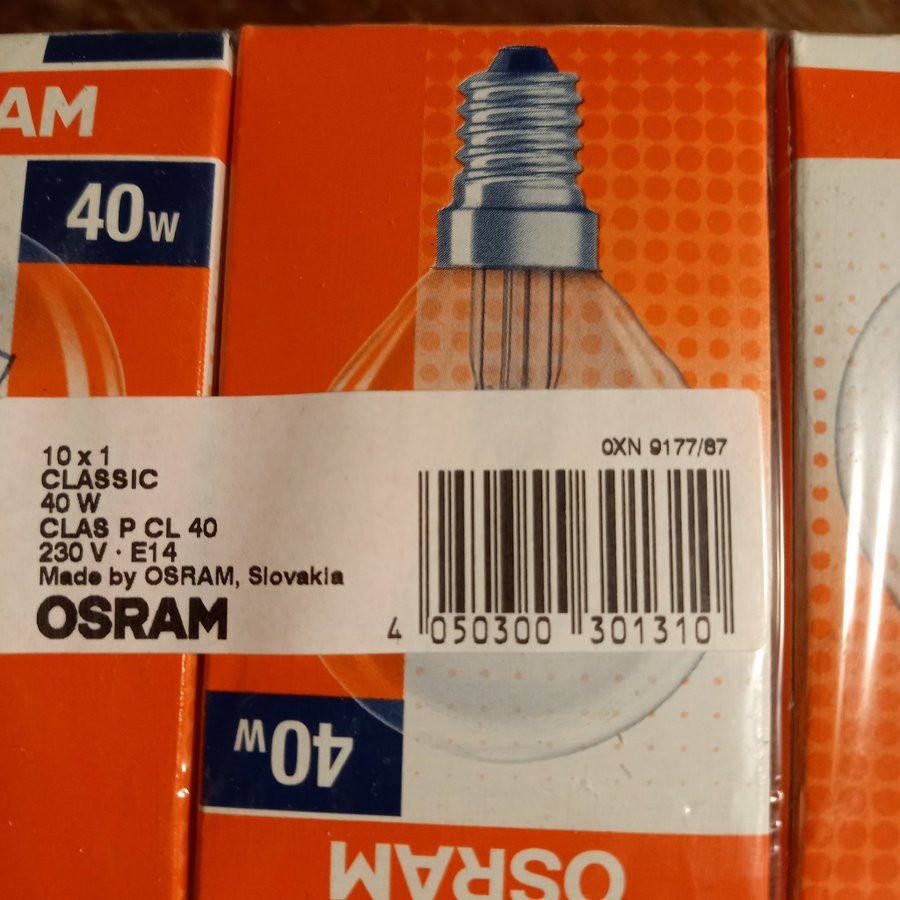 RAM
40W
10 x 1
CLASSIC
40 W
CLAS P CL 40
230 V · E14
Made by OSRAM, Slovakia
OSRAM
0XN 9177/87
4 050300 301310
40W
OSRAM